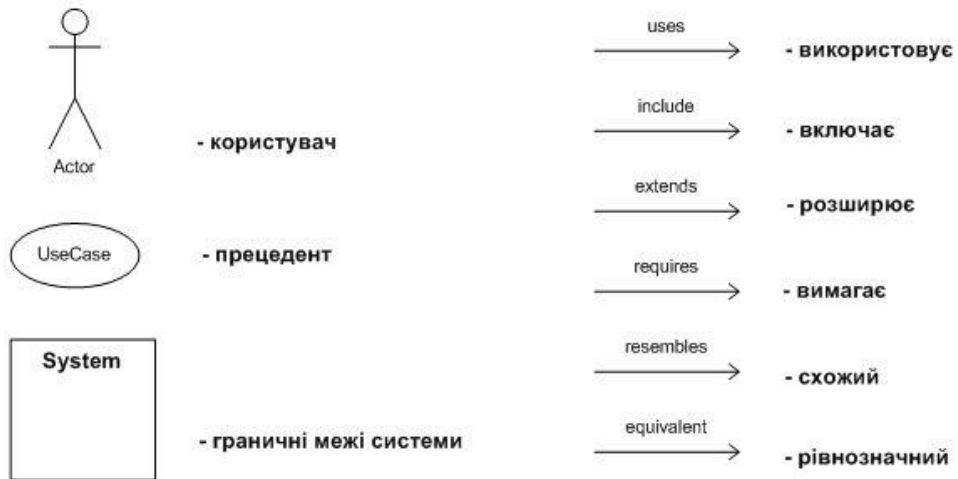 Actor
- користувач
UseCase
- прецедент
System
- граничні межі системи
uses
- використовує
include
- включає
extends
- розширює
requires
- вимагає
resembles
- схожий
equivalent
- рівнозначний